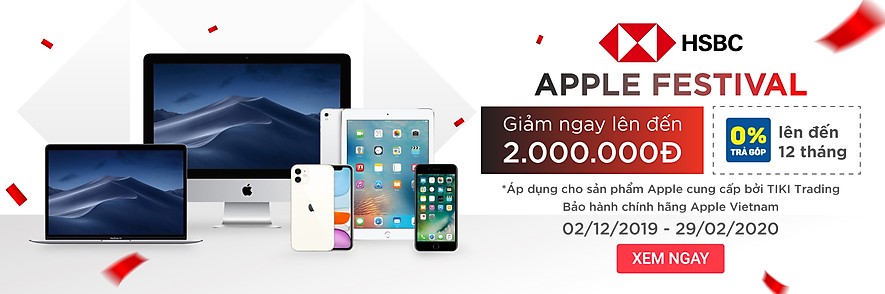 HSBC
APPLE FESTIVAL
Giảm ngay lên đến
2.000.000Đ
0%
TRẢ GÓP
lên đến
12 tháng
*Áp dụng cho sản phẩm Apple cung cấp bởi TIKI Trading
Bảo hành chính hãng Apple Vietnam
02/12/2019 - 29/02/2020
XEM NGAY